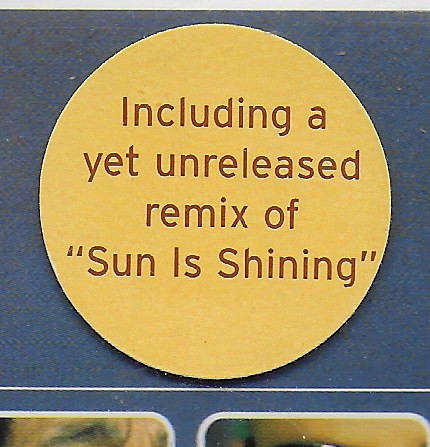 Including a
yet unreleased
remix of
“Sun Is Shining”